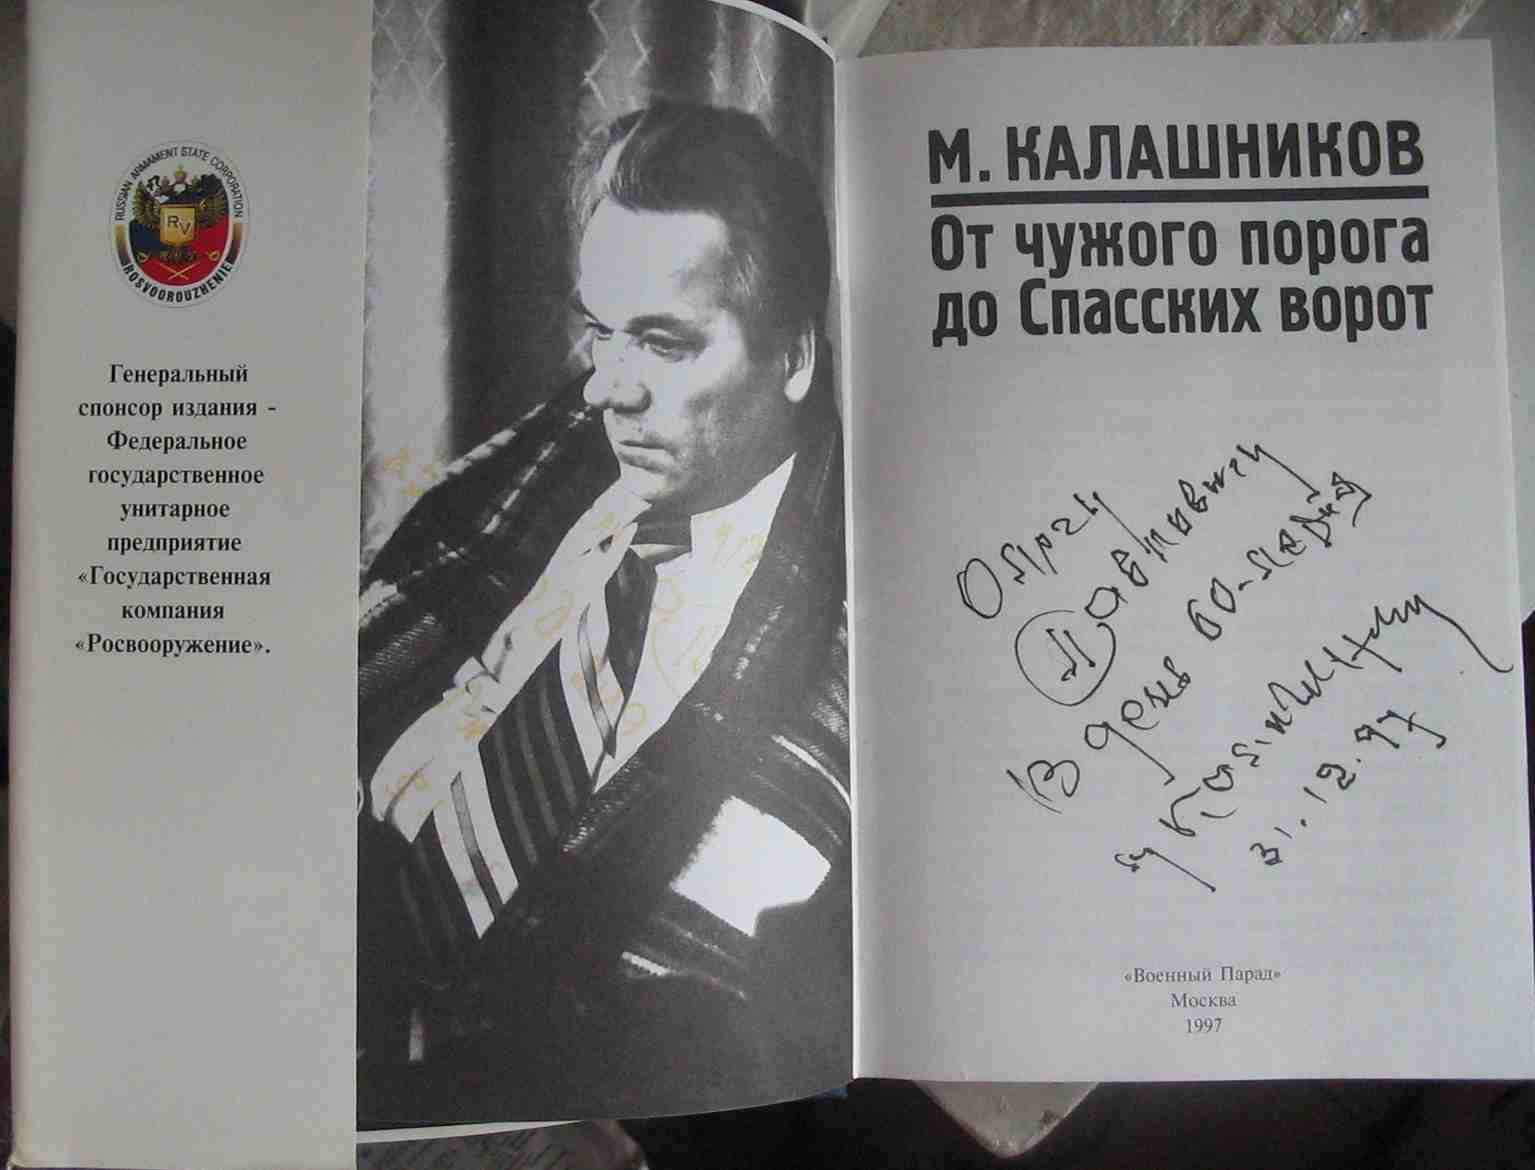 RUSSIAN ARMAMENT STATE CORPORATION
RV
ROSVOOROUZHENIE
Генеральный
спонсор издания -
Федеральное
государственное
унитарное
предприятие
«Государственная
компания
«Росвооружение».
М. КАЛАШНИКОВ
От чужого порога
до Спасских ворот
Павловичу
В день 60-летия
31.12.97
«Военный Парад»
Москва
1997